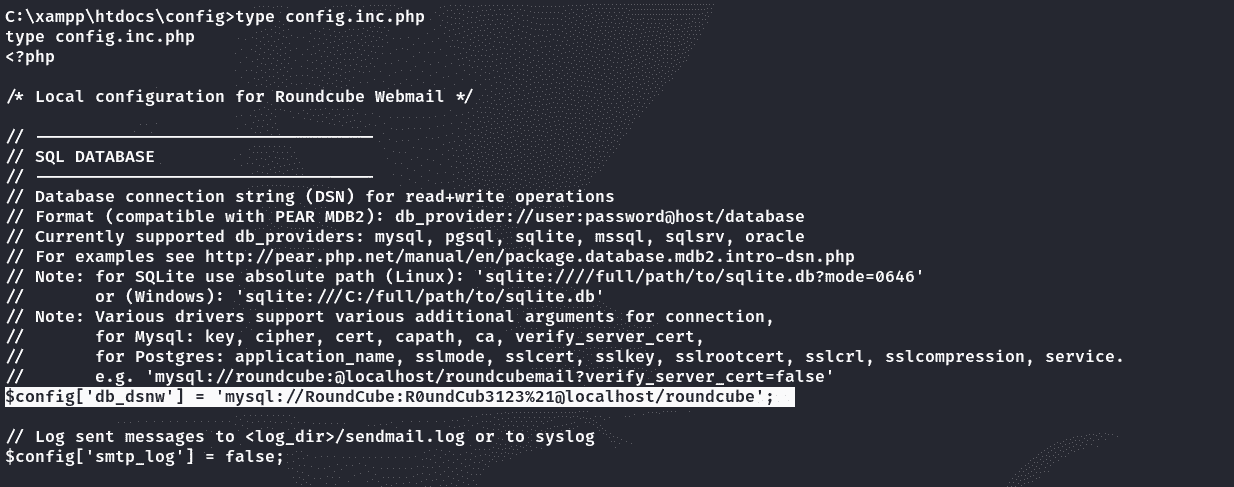 C:\xampp\htdocs\config>type config.inc.php
type config.inc.php
<?php
/* Local configuration for Roundcube Webmail */
// ----------------------------------
// SQL DATABASE
// ----------------------------------
// Database connection string (DSN) for read+write operations
// Format (compatible with PEAR MDB2): db_provider://user:password@host/database
// Currently supported db_providers: mysql, pgsql, sqlite, mssql, sqlsrv, oracle
// For examples see http://pear.php.net/manual/en/package.database.mdb2.intro-dsn.php
// Note: for SQLite use absolute path (Linux): 'sqlite:////full/path/to/sqlite.db?mode=0646'
//       or (Windows): 'sqlite:///C:/full/path/to/sqlite.db'
// Note: Various drivers support various additional arguments for connection,
//       for Mysql: key, cipher, cert, capath, ca, verify_server_cert,
//       for Postgres: application_name, sslmode, sslcert, sslkey, sslrootcert, sslcrl, sslcompression, service.
//       e.g. 'mysql://roundcube:@localhost/roundcubemail?verify_server_cert=false'
$config['db_dsnw'] = 'mysql://RoundCube:R0undCub3123%21@localhost/roundcube';
// Log sent messages to <log_dir>/sendmail.log or to syslog
$config['smtp_log'] = false;